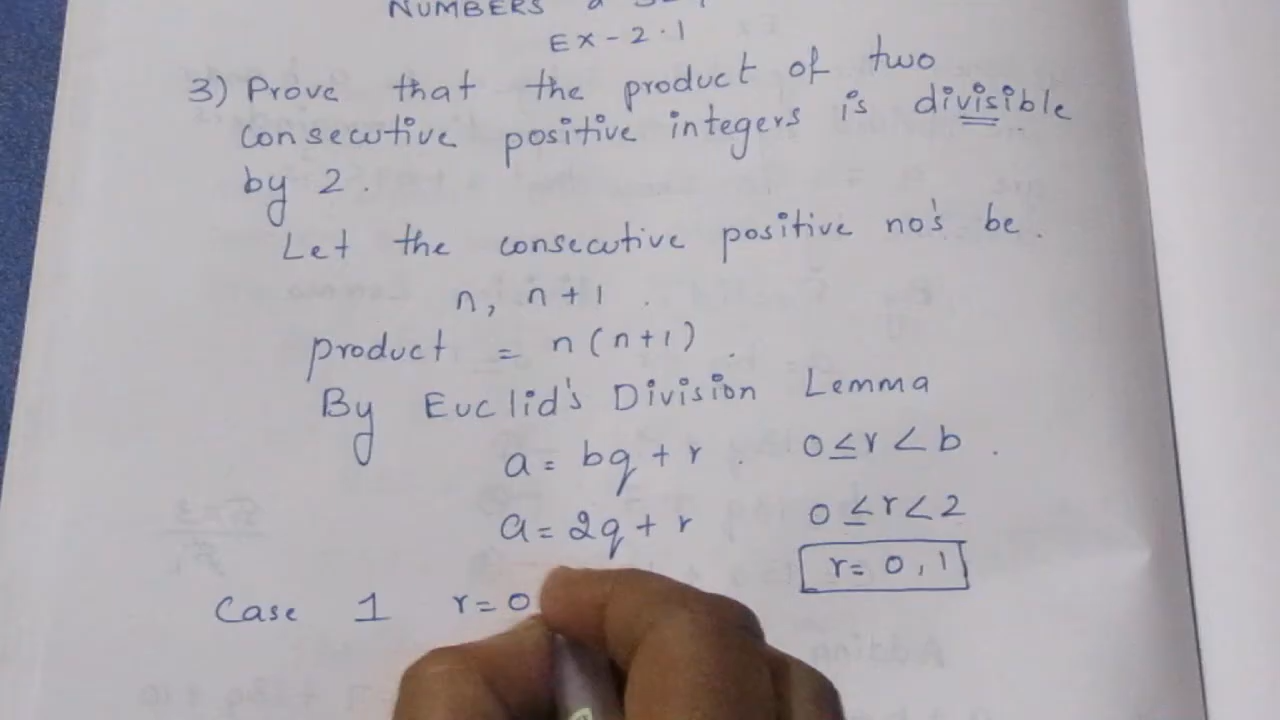 NUMBERS
Ex - 2.1
3) Prove that the product of two
consecutive positive integers is divisible
by 2.
Let the consecutive positive no's be.
n, n+1.
product = n(n+1).
By Euclid's Division Lemma
a = bq + r. 0≤r<b.
a = 2q + r 0≤r<2
r = 0, 1
Case 1 r = 0